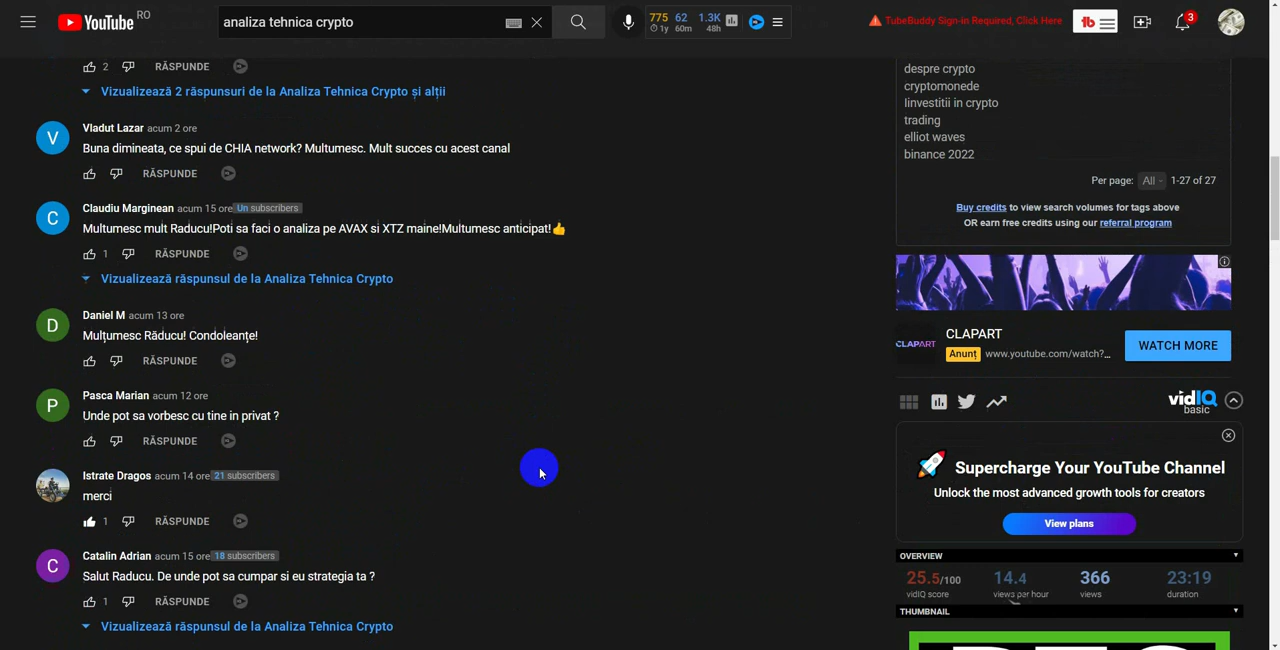 YouTube RO
analiza tehnica crypto
775 62 1.3K
1y 60m 48h
TubeBuddy Sign-in Required, Click Here
tb
3
2 RĂSPUNDE
Vizualizează 2 răspunsuri de la Analiza Tehnica Crypto și alții
V
Vladut Lazar acum 2 ore
Buna dimineata, ce spui de CHIA network? Multumesc. Mult succes cu acest canal
RĂSPUNDE
C
Claudiu Marginean acum 15 ore Un subscribers
Multumesc mult Raducu!Poti sa faci o analiza pe AVAX si XTZ maine!Multumesc anticipat!👍
1 RĂSPUNDE
Vizualizează răspunsul de la Analiza Tehnica Crypto
D
Daniel M acum 13 ore
Mulțumesc Răducu! Condoleanțe!
RĂSPUNDE
P
Pasca Marian acum 12 ore
Unde pot sa vorbesc cu tine in privat ?
RĂSPUNDE
Istrate Dragos acum 14 ore 21 subscribers
merci
1 RĂSPUNDE
C
Catalin Adrian acum 15 ore 18 subscribers
Salut Raducu. De unde pot sa cumpar si eu strategia ta ?
1 RĂSPUNDE
Vizualizează răspunsul de la Analiza Tehnica Crypto
despre crypto
cryptomonede
Iinvestitii in crypto
trading
elliot waves
binance 2022
Per page: All 1-27 of 27
Buy credits to view search volumes for tags above
OR earn free credits using our referral program
CLAPART
CLAPART
Anunț www.youtube.com/watch?...
WATCH MORE
vidIQ
basic
Supercharge Your YouTube Channel
Unlock the most advanced growth tools for creators
View plans
OVERVIEW
25.5/100 14.4 366 23:19
vidIQ score views per hour views duration
THUMBNAIL